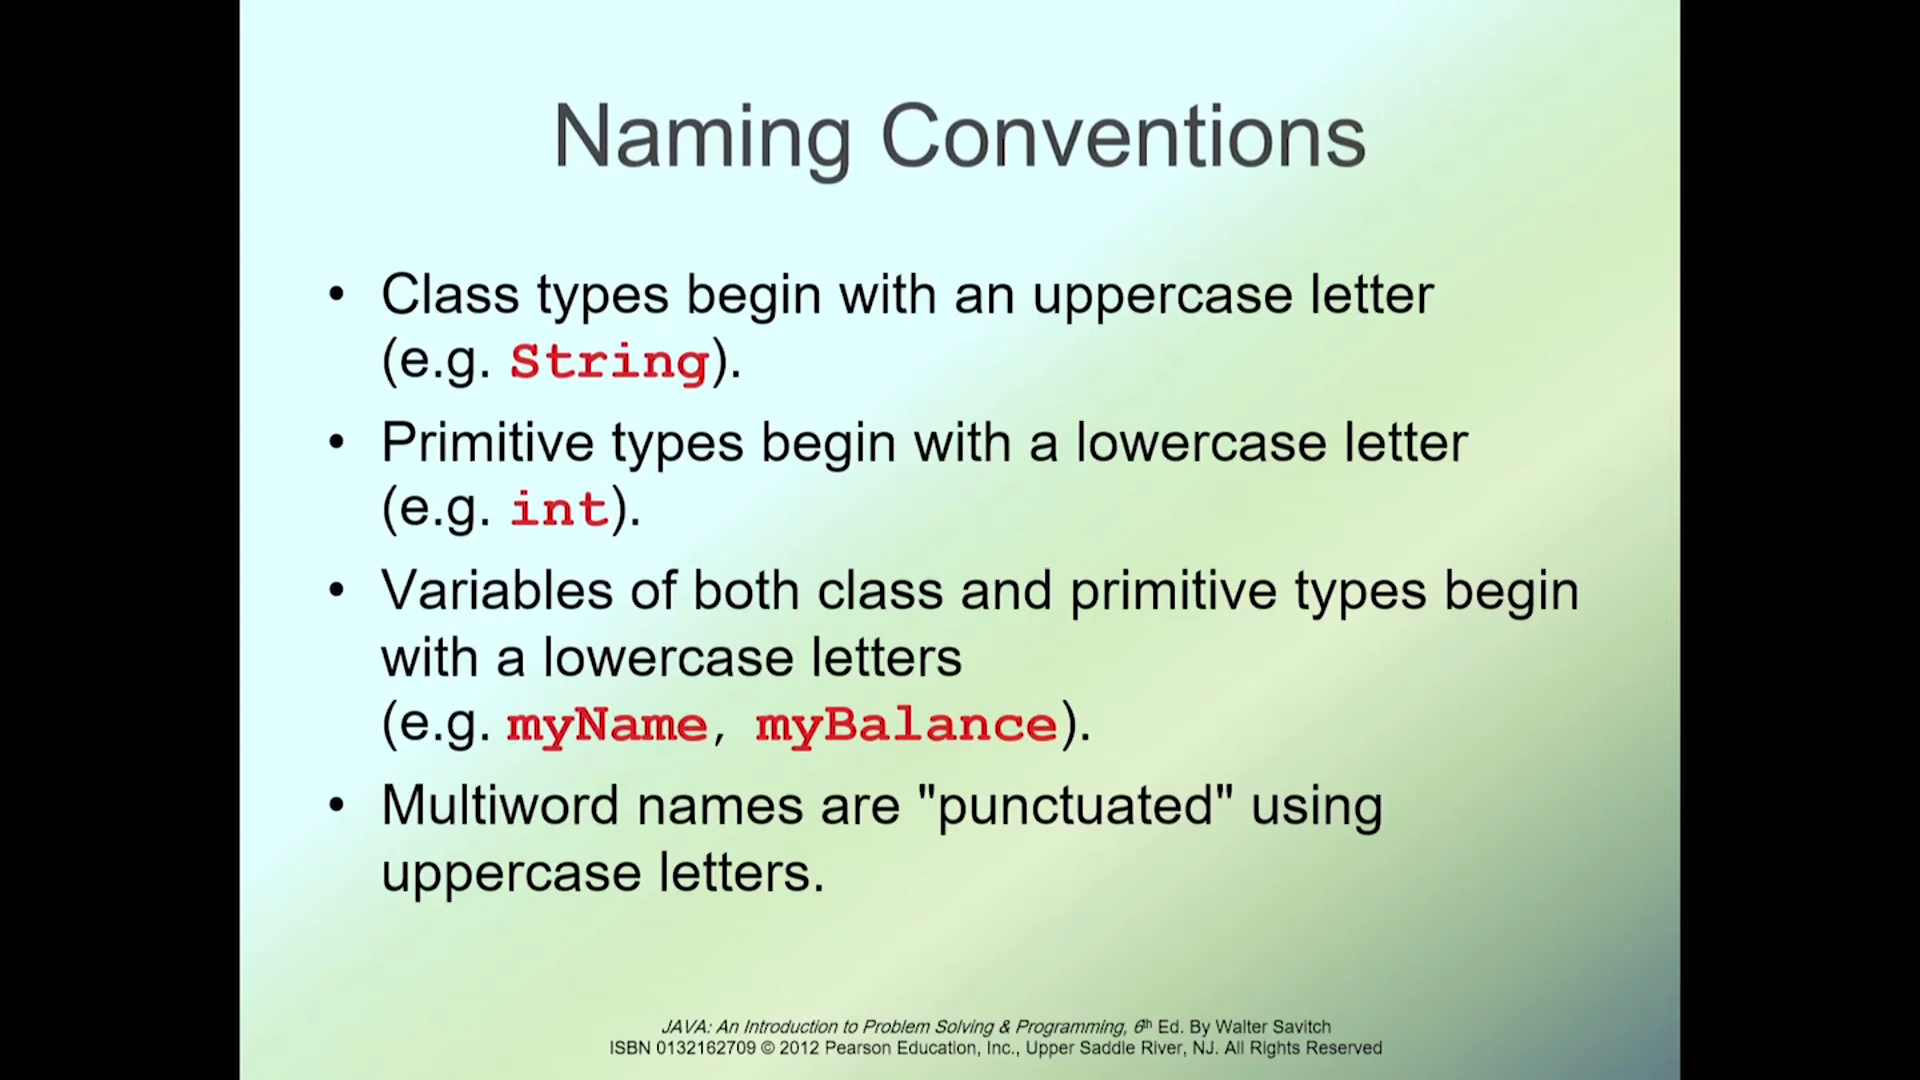 Naming Conventions
• Class types begin with an uppercase letter
(e.g. String).
• Primitive types begin with a lowercase letter
(e.g. int).
• Variables of both class and primitive types begin
with a lowercase letters
(e.g. myName, myBalance).
• Multiword names are "punctuated" using
uppercase letters.
JAVA: An Introduction to Problem Solving & Programming, 6th Ed. By Walter Savitch
ISBN 0132162709 © 2012 Pearson Education, Inc., Upper Saddle River, NJ. All Rights Reserved